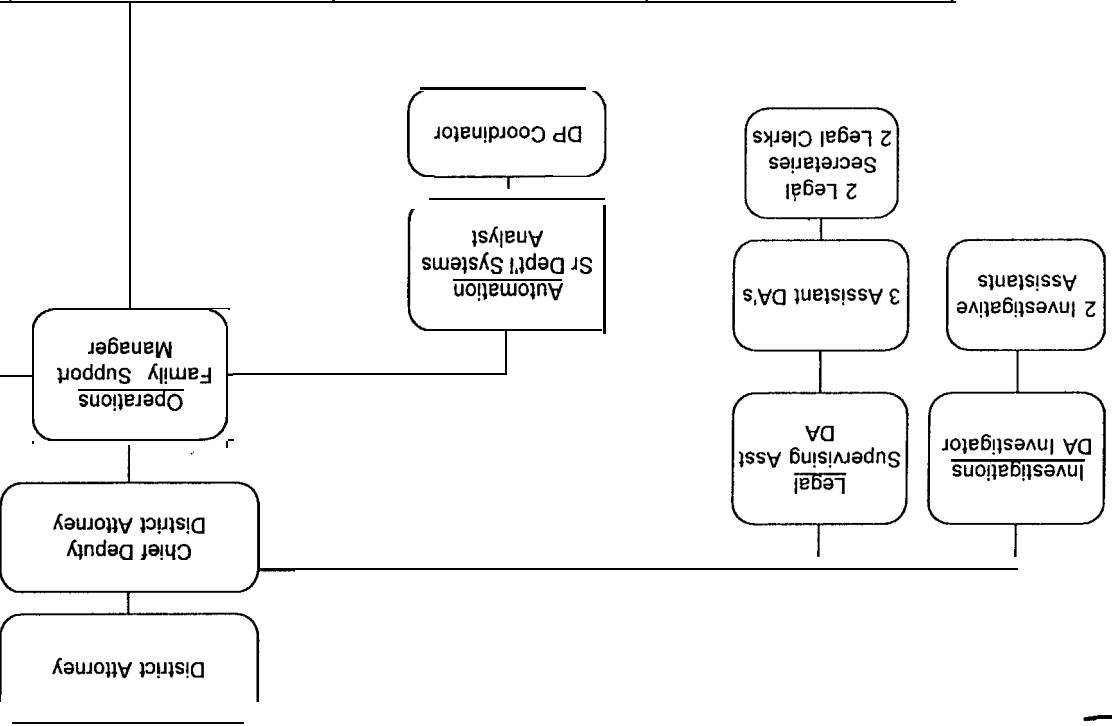 District Attorney
Chief Deputy
District Attorney
Investigations
DA Investigator
Legal
Supervising Asst
DA
Operations
Family Support
Manager
2 Investigative
Assistants
3 Assistant DA's
Automation
Sr Dept'l Systems
Analyst
2 Legal
Secretaries
2 Legal Clerks
DP Coordinator